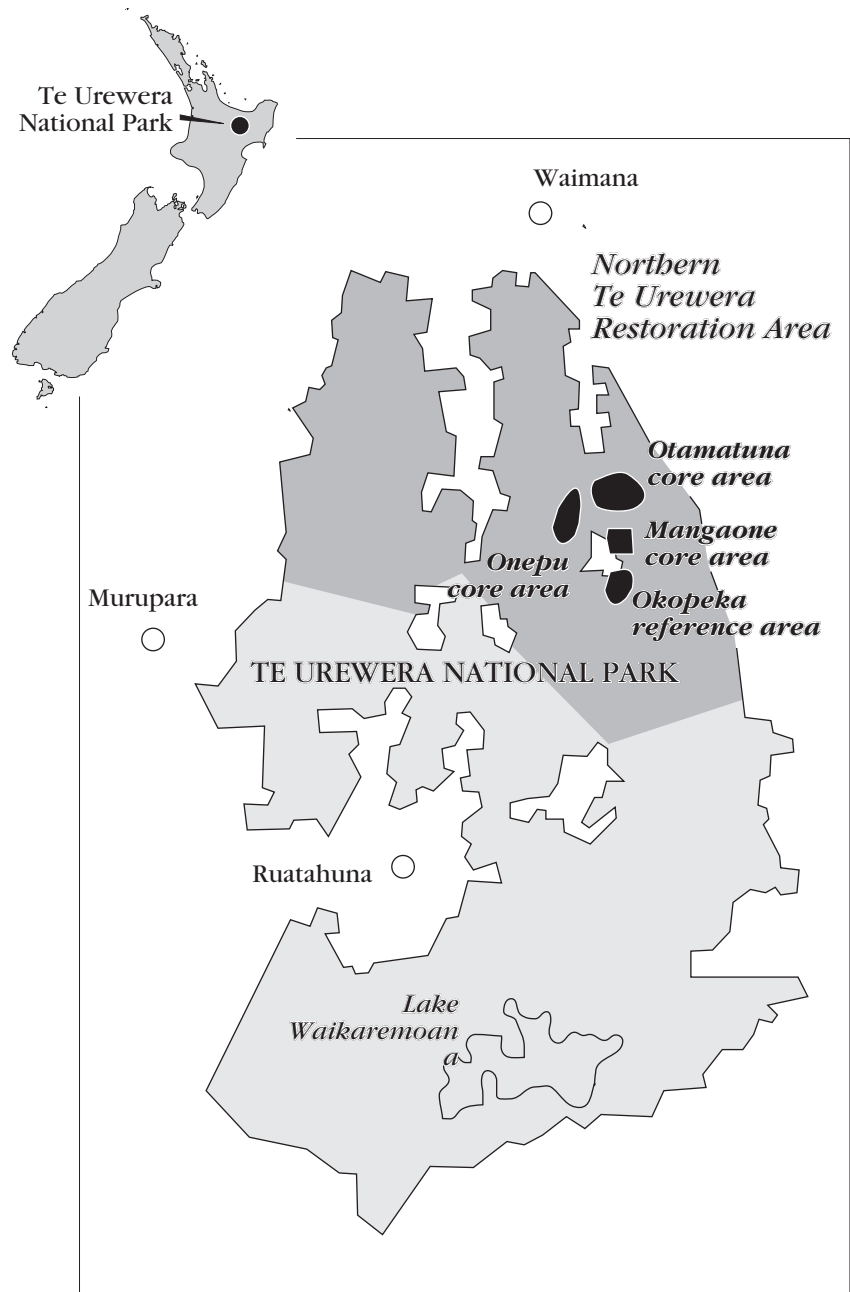 Te Urewera
National Park
Waimana
Northern
Te Urewera
Restoration Area
Otamatuna
core area
Mangaone
core area
Onepu
core area
Okopeka
reference area
Murupara
TE UREWERA NATIONAL PARK
Ruatahuna
Lake
Waikaremoan
a